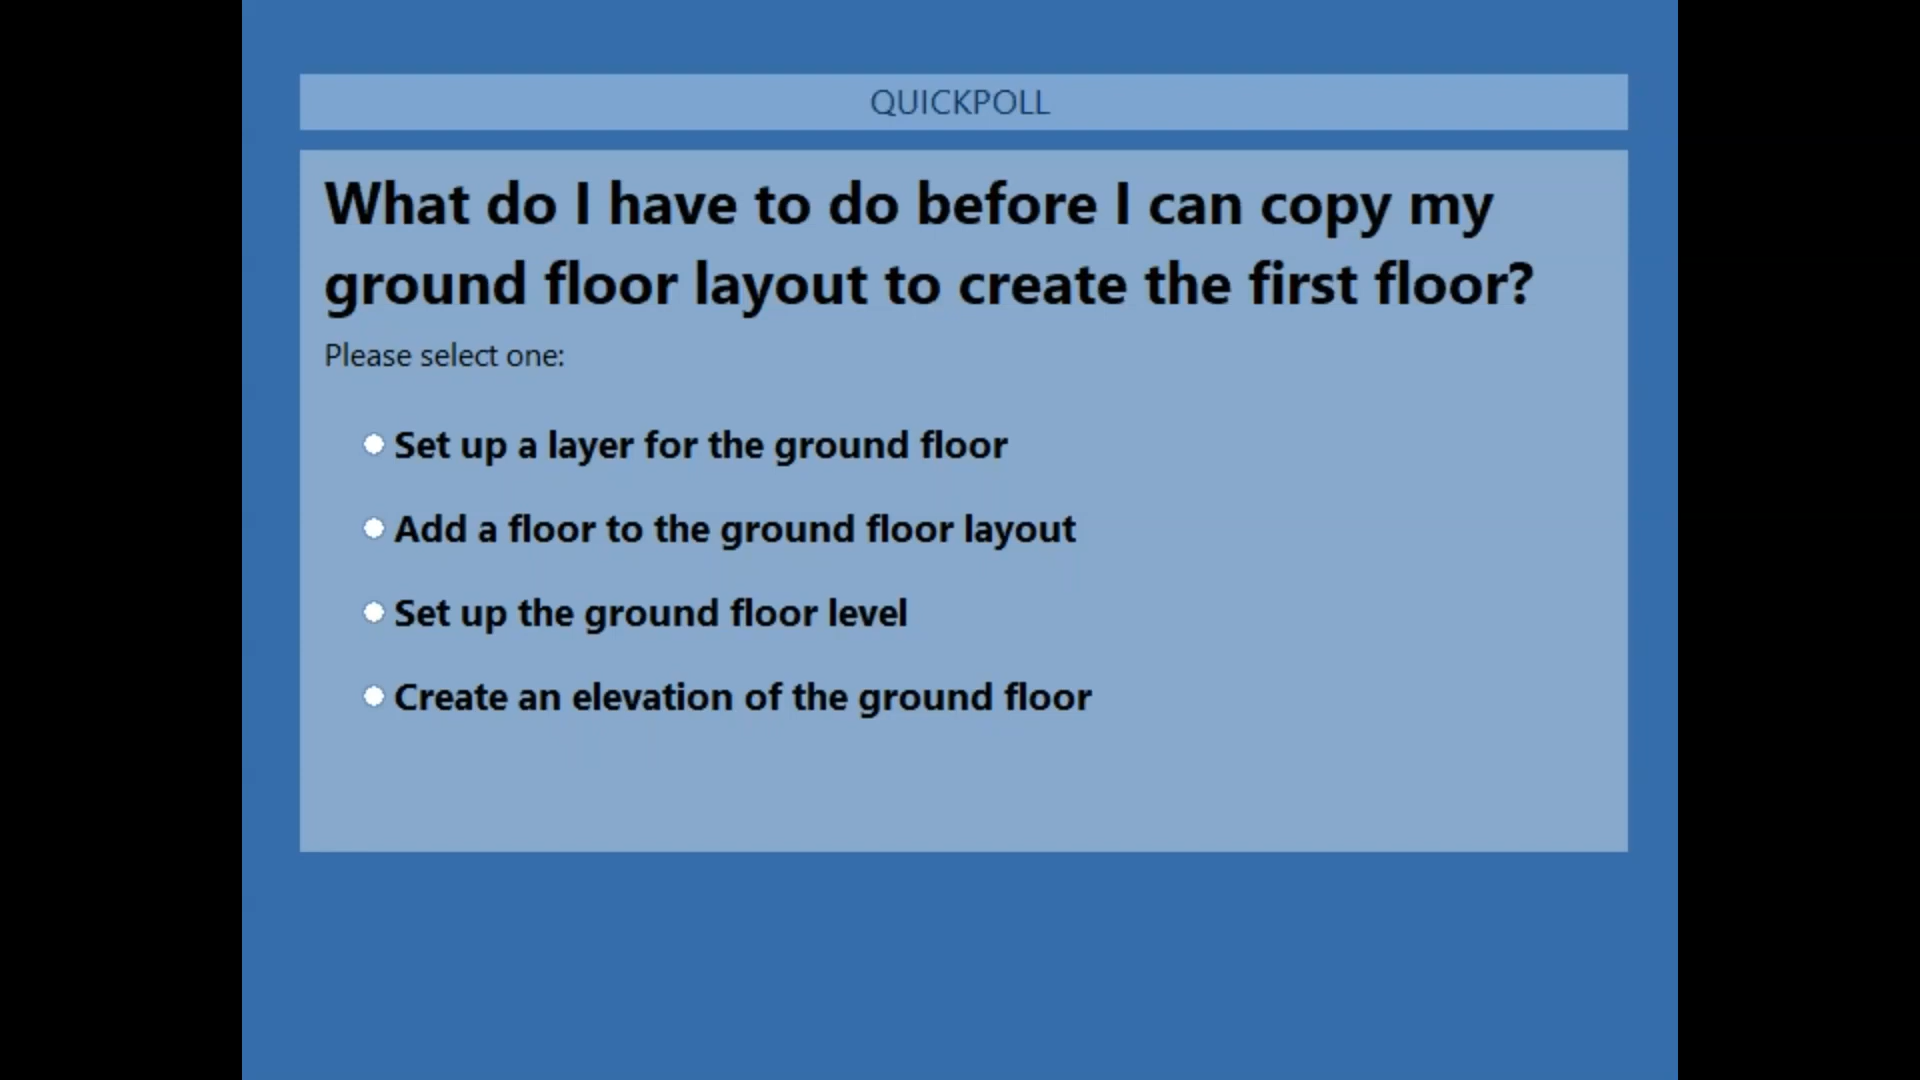 QUICKPOLL
What do I have to do before I can copy my
ground floor layout to create the first floor?
Please select one:
Set up a layer for the ground floor
Add a floor to the ground floor layout
Set up the ground floor level
Create an elevation of the ground floor